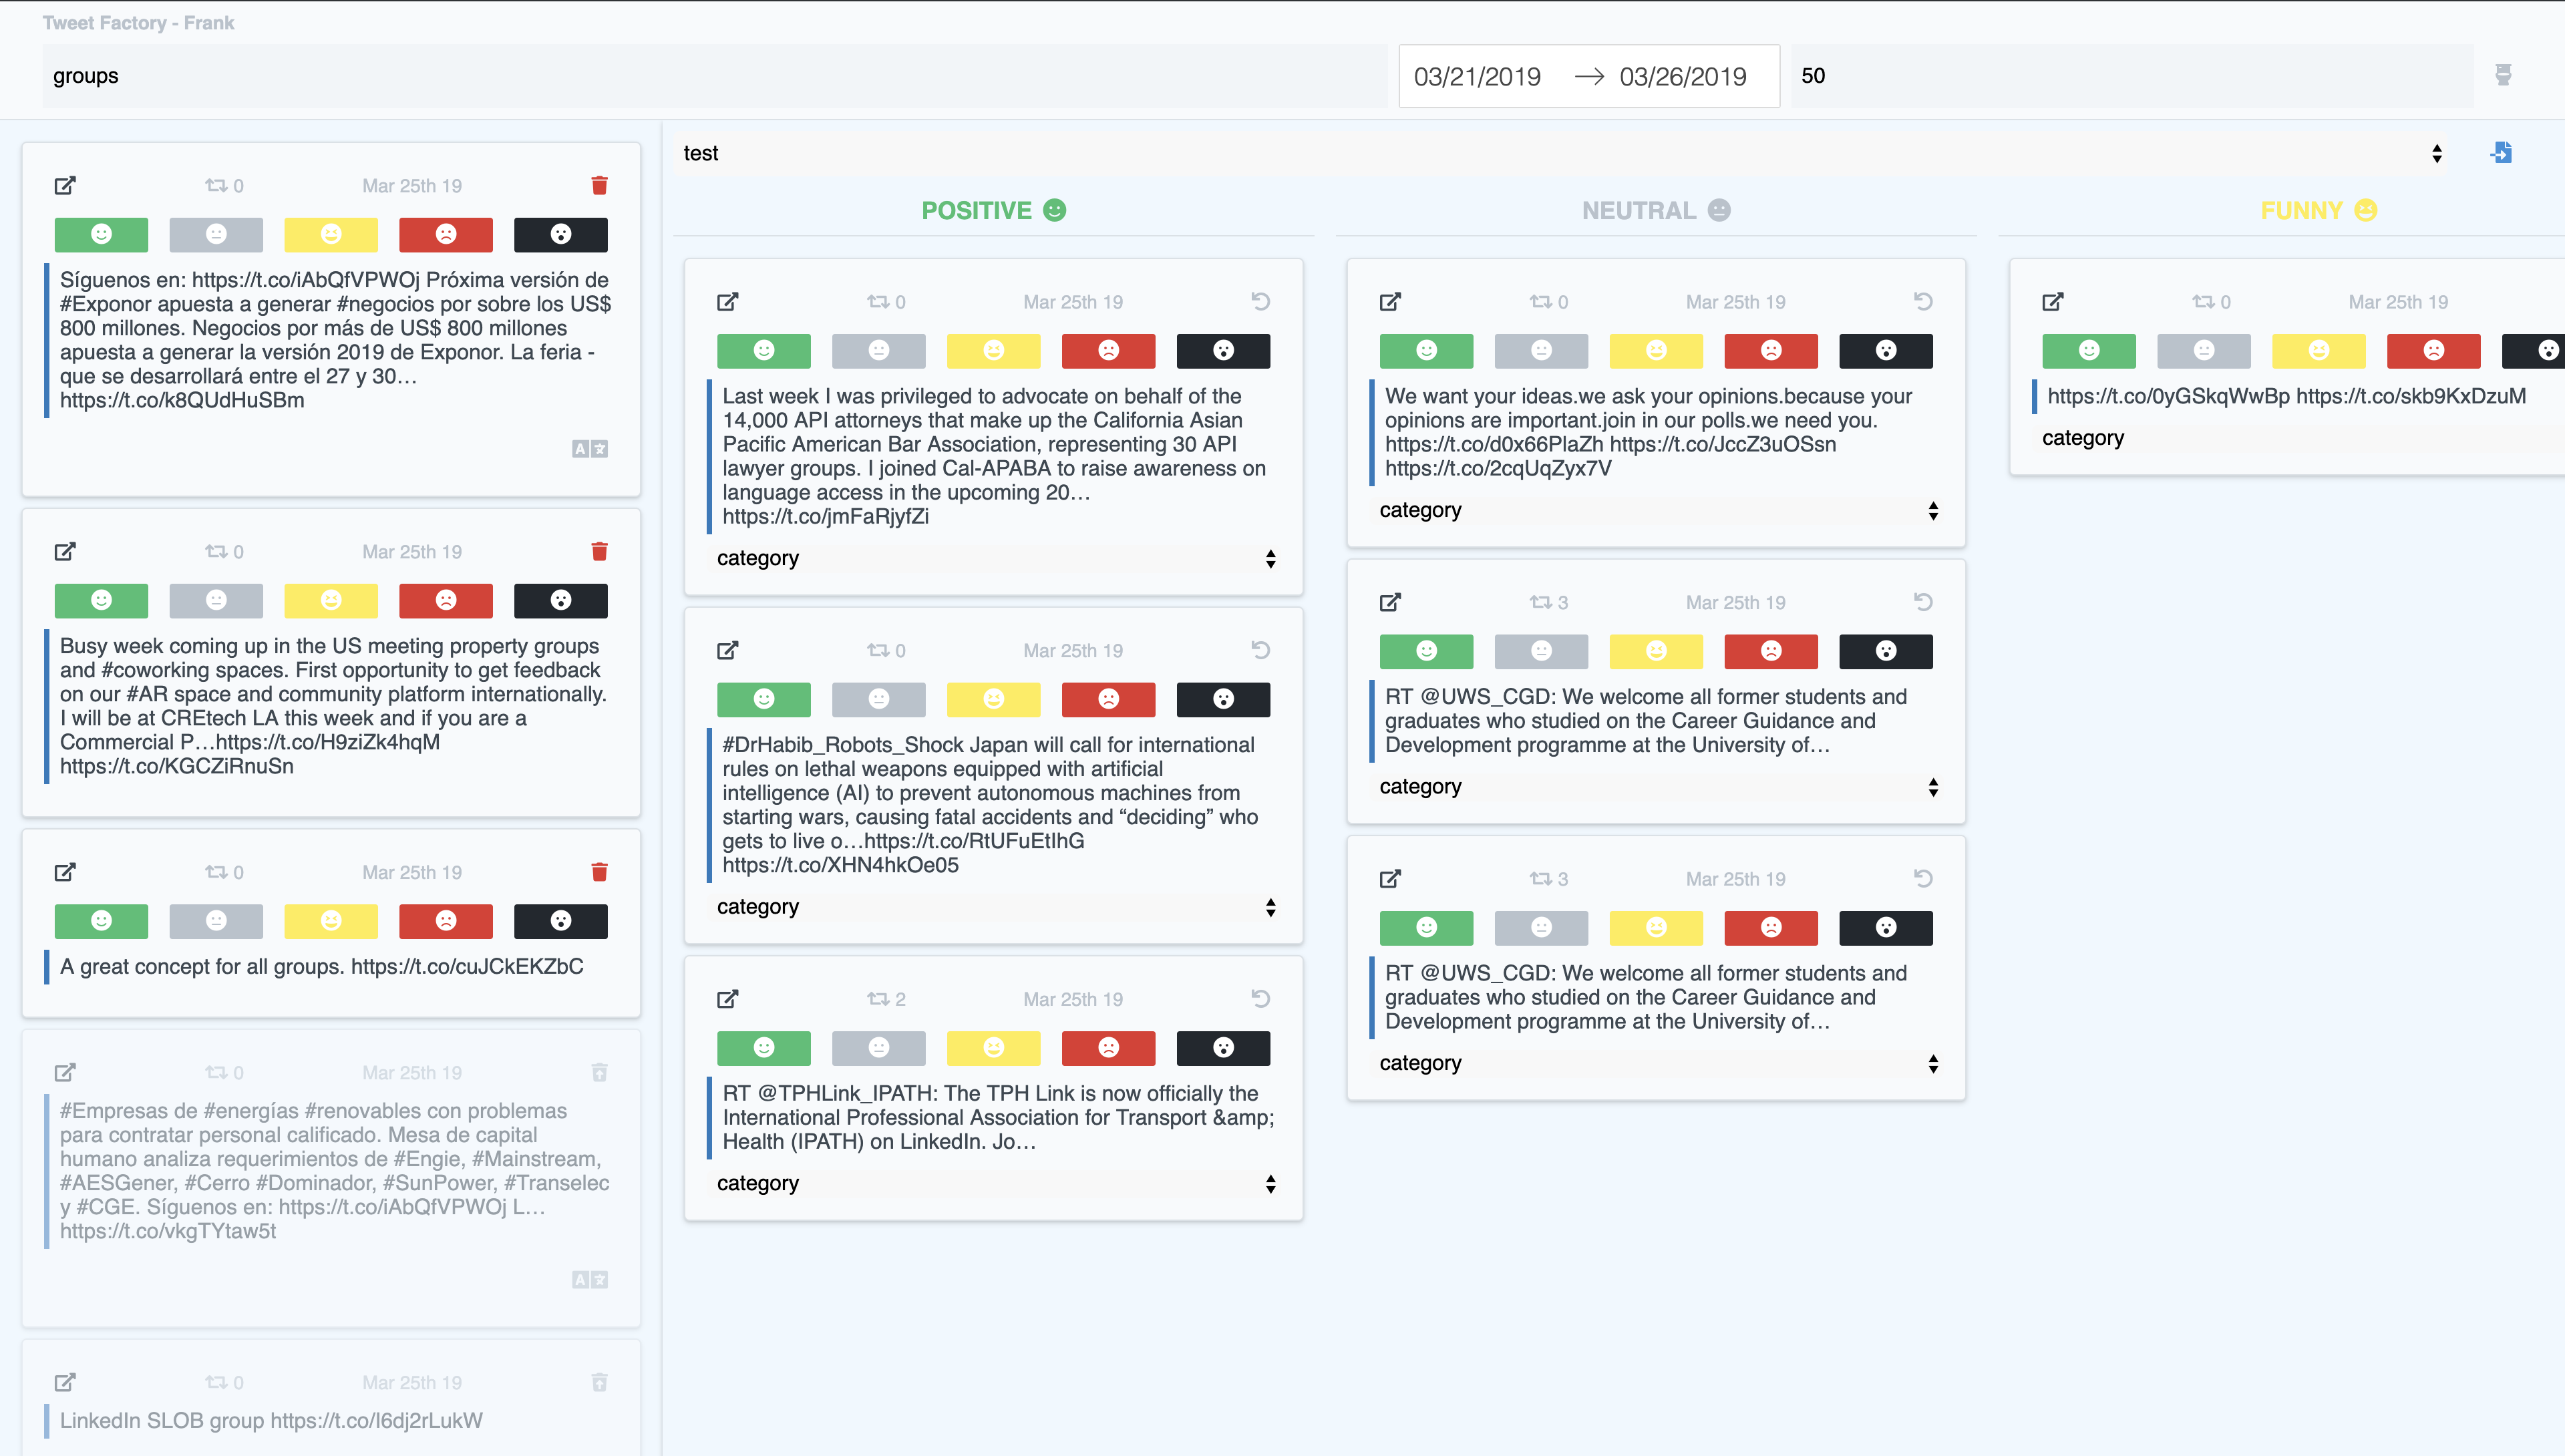 Tweet Factory - Frank
groups
03/21/2019 → 03/26/2019
50
0 Mar 25th 19
Síguenos en: https://t.co/iAbQfVPWOj Próxima versión de
#Exponor apuesta a generar #negocios por sobre los US$
800 millones. Negocios por más de US$ 800 millones
apuesta a generar la versión 2019 de Exponor. La feria -
que se desarrollará entre el 27 y 30…
https://t.co/k8QUdHuSBm
0 Mar 25th 19
Busy week coming up in the US meeting property groups
and #coworking spaces. First opportunity to get feedback
on our #AR space and community platform internationally.
I will be at CREtech LA this week and if you are a
Commercial P…https://t.co/H9ziZk4hqM
https://t.co/KGCZiRnuSn
0 Mar 25th 19
A great concept for all groups. https://t.co/cuJCkEKZbC
0 Mar 25th 19
#Empresas de #energías #renovables con problemas
para contratar personal calificado. Mesa de capital
humano analiza requerimientos de #Engie, #Mainstream,
#AESGener, #Cerro #Dominador, #SunPower, #Transelec
y #CGE. Síguenos en: https://t.co/iAbQfVPWOj L…
https://t.co/vkgTYtaw5t
0 Mar 25th 19
LinkedIn SLOB group https://t.co/I6dj2rLukW
test
POSITIVE
0 Mar 25th 19
Last week I was privileged to advocate on behalf of the
14,000 API attorneys that make up the California Asian
Pacific American Bar Association, representing 30 API
lawyer groups. I joined Cal-APABA to raise awareness on
language access in the upcoming 20…
https://t.co/jmFaRjyfZi
category
0 Mar 25th 19
#DrHabib_Robots_Shock Japan will call for international
rules on lethal weapons equipped with artificial
intelligence (AI) to prevent autonomous machines from
starting wars, causing fatal accidents and “deciding” who
gets to live o…https://t.co/RtUFuEtIhG
https://t.co/XHN4hkOe05
category
2 Mar 25th 19
RT @TPHLink_IPATH: The TPH Link is now officially the
International Professional Association for Transport &amp;
Health (IPATH) on LinkedIn. Jo…
category
NEUTRAL
0 Mar 25th 19
We want your ideas.we ask your opinions.because your
opinions are important.join in our polls.we need you.
https://t.co/d0x66PlaZh https://t.co/JccZ3uOSsn
https://t.co/2cqUqZyx7V
category
3 Mar 25th 19
RT @UWS_CGD: We welcome all former students and
graduates who studied on the Career Guidance and
Development programme at the University of…
category
3 Mar 25th 19
RT @UWS_CGD: We welcome all former students and
graduates who studied on the Career Guidance and
Development programme at the University of…
category
FUNNY
0 Mar 25th 19
https://t.co/0yGSkqWwBp https://t.co/skb9KxDzuM
category